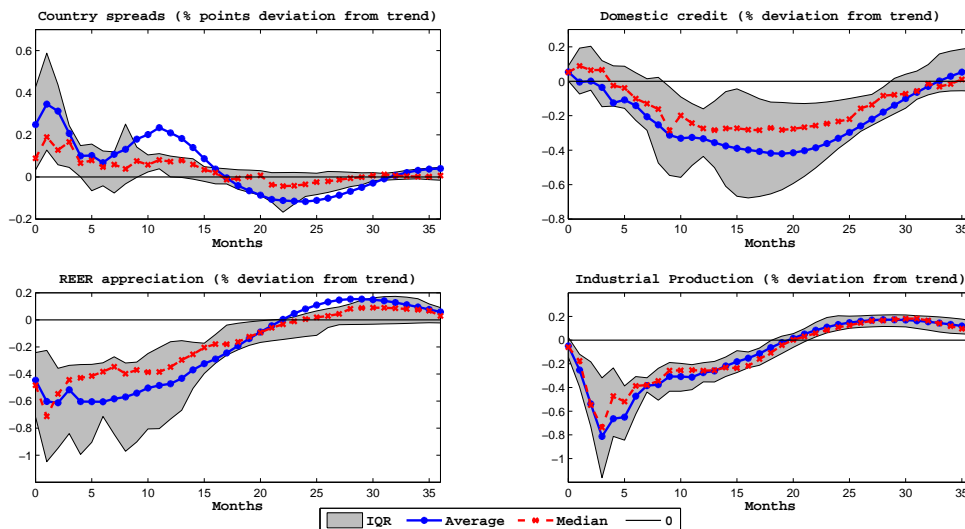 Country spreads (% points deviation from trend)
0.6
0.4
0.2
0
−0.2
0 5 10 15 20 25 30 35
Months
Domestic credit (% deviation from trend)
0.2
0
−0.2
−0.4
−0.6
−0.8
0 5 10 15 20 25 30 35
Months
REER appreciation (% deviation from trend)
0.2
0
−0.2
−0.4
−0.6
−0.8
−1
0 5 10 15 20 25 30 35
Months
Industrial Production (% deviation from trend)
0.2
0
−0.2
−0.4
−0.6
−0.8
−1
0 5 10 15 20 25 30 35
Months
IQR Average Median 0